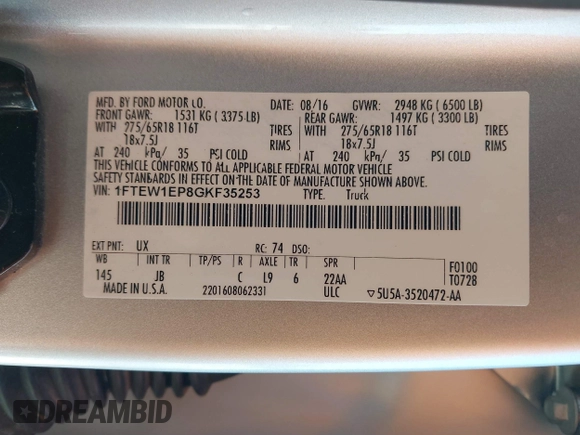 MFD. BY FORD MOTOR CO.
08/16 GVWR: 2948 KG ( 6500 LB)
FRONT GAWR: 1531 KG ( 3375 LB) REAR GAWR: 1497 KG ( 3300 LB)
WITH 275/65R18 116T TIRES WITH 275/65R18 116T TIRES
18x7.5J RIMS 18x7.5J RIMS
AT 240 kPa/ 35 PSI COLD AT 240 kPa/ 35 PSI COLD
THIS VEHICLE CONFORMS TO ALL APPLICABLE FEDERAL MOTOR VEHICLE
SAFETY STANDARDS IN EFFECT ON THE DATE OF MANUFACTURE SHOWN ABOVE.
VIN: 1FTEW1EP8GKF35253 TYPE: Truck
EXT PNT: UX RC: 74 DSO:
WB INT TR TP/PS R AXLE TR SPR F0100
145 JB C L9 6 22AA T0728
MADE IN U.S.A. 2201608062331 ULC ▽5U5A-3520472-AA
DREAMBID